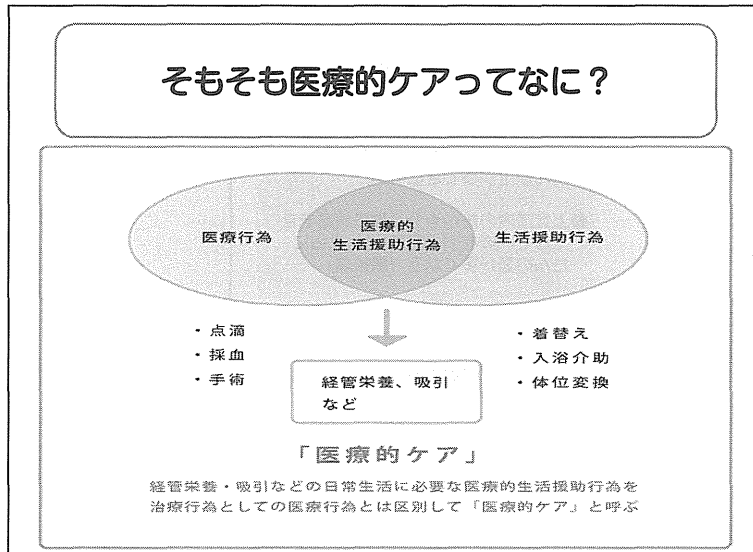 そもそも医療的ケアってなに？
医療行為
医療的
生活援助行為
生活援助行為
・点滴
・採血
・手術
・着替え
・入浴介助
・体位変換
経管栄養、吸引
など
「医療的ケア」
経管栄養・吸引などの日常生活に必要な医療的生活援助行為を
治療行為としての医療行為とは区別して「医療的ケア」と呼ぶ